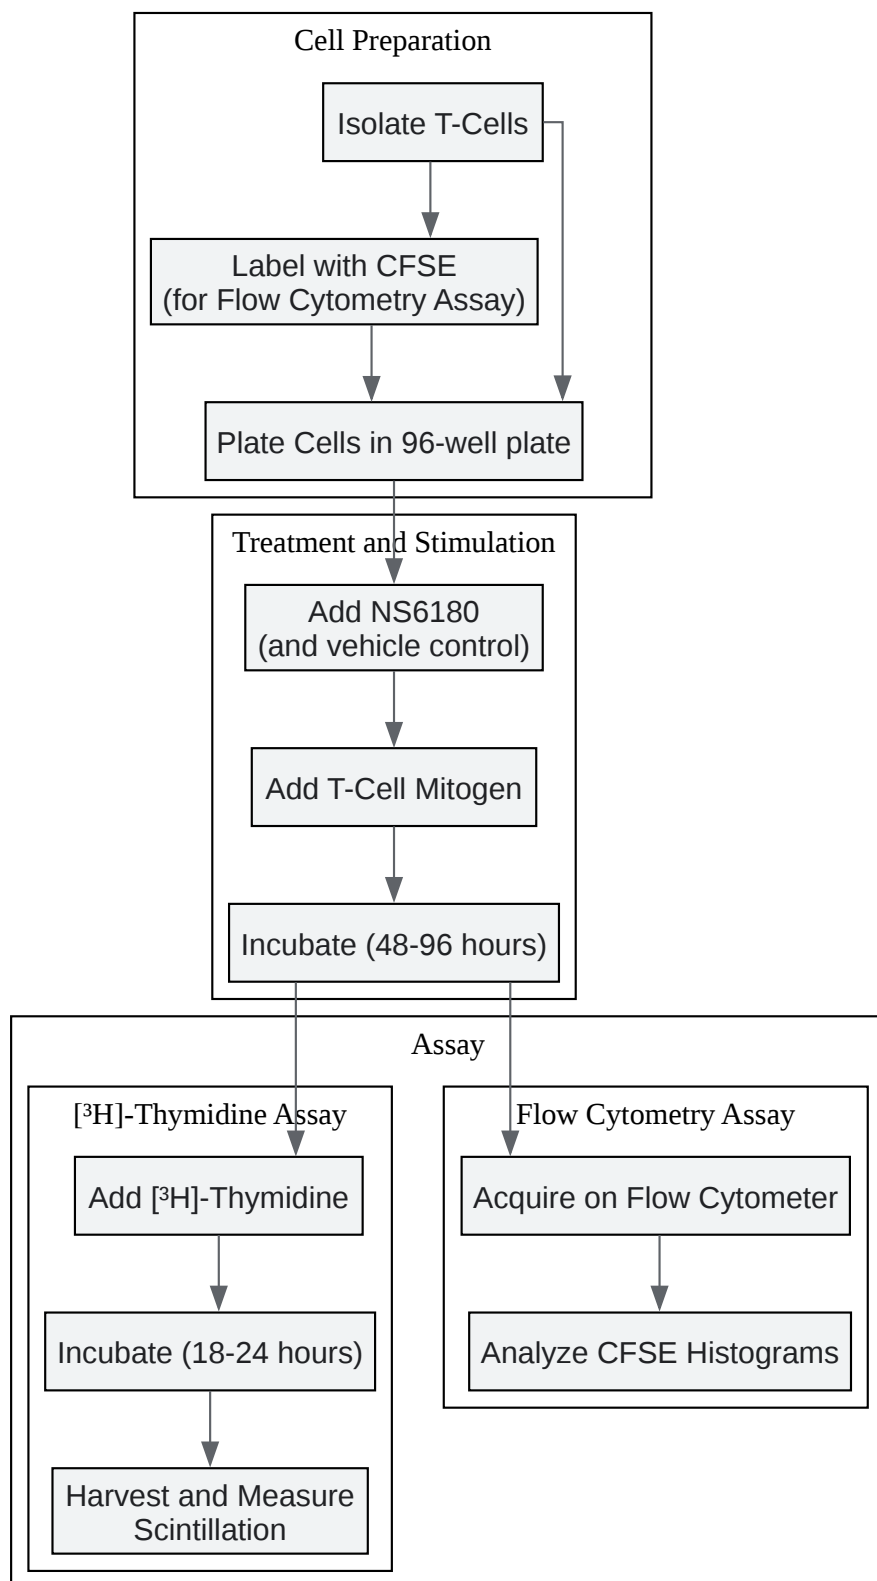 Cell Preparation
Isolate T-Cells
Label with CFSE
(for Flow Cytometry Assay)
Plate Cells in 96-well plate
Treatment and Stimulation
Add NS6180
(and vehicle control)
Add T-Cell Mitogen
Incubate (48-96 hours)
Assay
[³H]-Thymidine Assay
Add [³H]-Thymidine
Incubate (18-24 hours)
Harvest and Measure
Scintillation
Flow Cytometry Assay
Acquire on Flow Cytometer
Analyze CFSE Histograms